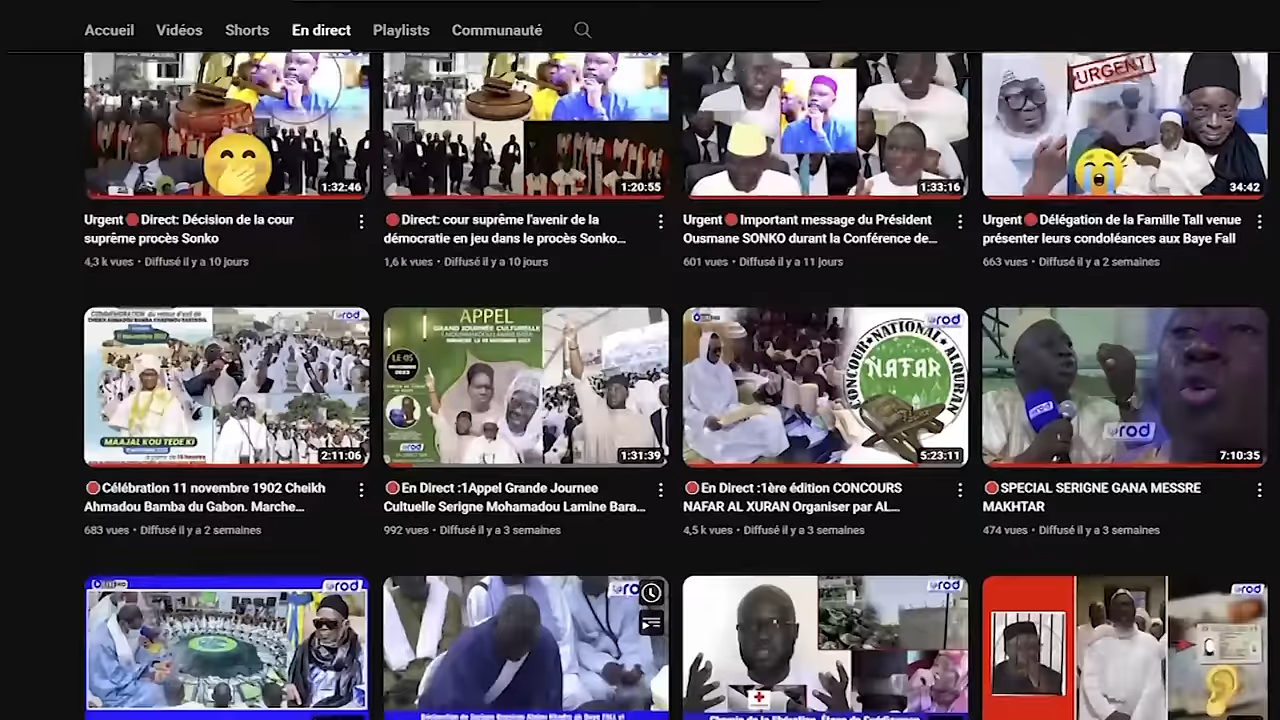 Accueil Vidéos Shorts En direct Playlists Communauté
URGENT
1:32:46 1:20:55 1:33:16 34:42
Urgent🔴Direct: Décision de la cour
suprême procès Sonko
4,3 k vues • Diffusé il y a 10 jours
🔴Direct: cour suprême l'avenir de la
démocratie en jeu dans le procès Sonko...
1,6 k vues • Diffusé il y a 10 jours
Urgent🔴Important message du Président
Ousmane SONKO durant la Conférence de...
601 vues • Diffusé il y a 11 jours
Urgent🔴Délégation de la Famille Tall venue
présenter leurs condoléances aux Baye Fall
663 vues • Diffusé il y a 2 semaines
rod
MAAJAL KOU TEDE KI
2:11:06
APPEL
GRANDE JOURNÉE CULTURELLE
LE 05
rod
1:31:39
rod
CONCOUR NATIONAL ALQURAN
NAFAR
5:23:11
rod
7:10:35
🔴Célébration 11 novembre 1902 Cheikh
Ahmadou Bamba du Gabon. Marche...
683 vues • Diffusé il y a 2 semaines
🔴En Direct :1Appel Grande Journee
Cultuelle Serigne Mohamadou Lamine Bara...
992 vues • Diffusé il y a 3 semaines
🔴En Direct :1ère édition CONCOURS
NAFAR AL XURAN Organiser par AL...
4,5 k vues • Diffusé il y a 3 semaines
🔴SPECIAL SERIGNE GANA MESSRE
MAKHTAR
474 vues • Diffusé il y a 3 semaines
rod
rod
rod